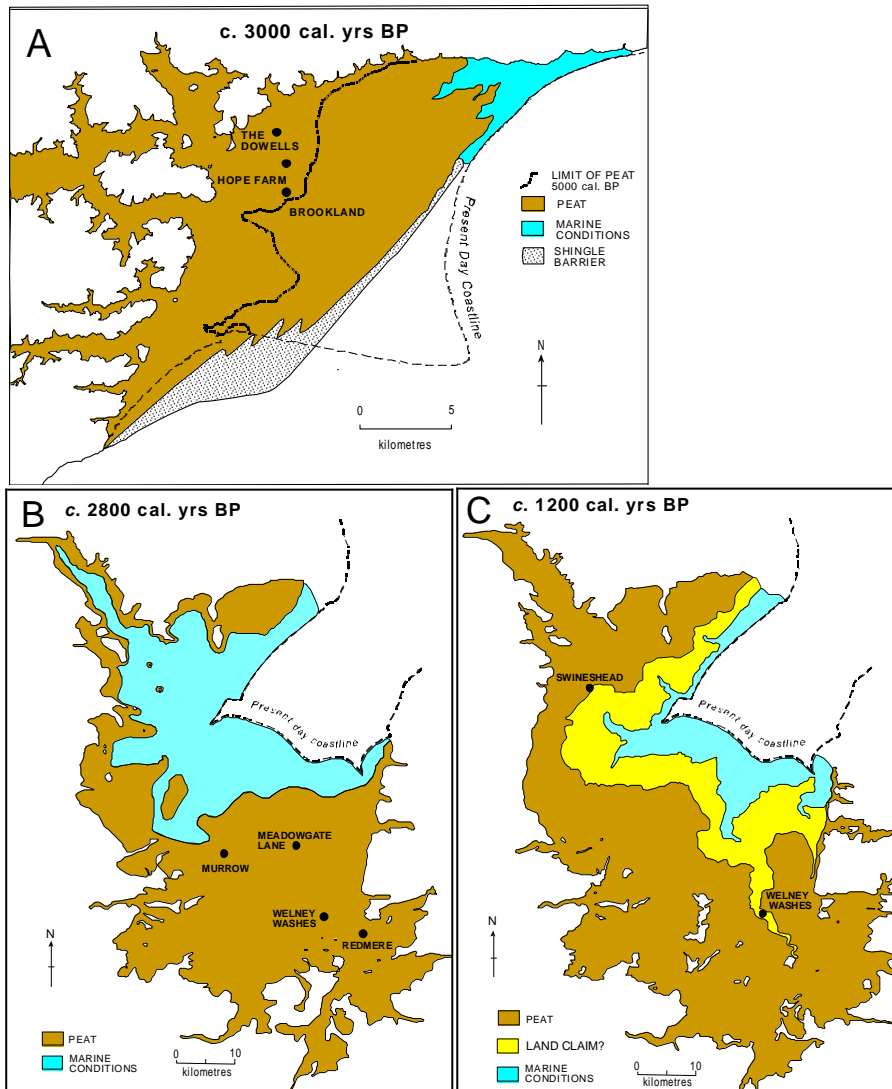 A
c. 3000 cal. yrs BP
THE
DOWELLS
HOPE FARM
BROOKLAND
Present Day Coastline
LIMIT OF PEAT
5000 cal. BP
PEAT
MARINE
CONDITIONS
SHINGLE
BARRIER
N
0 5
kilometres
B
c. 2800 cal. yrs BP
Present day coastline
MEADOWGATE
LANE
MURROW
WELNEY
WASHES
REDMERE
N
PEAT
MARINE
CONDITIONS
0 10
kilometres
C
c. 1200 cal. yrs BP
SWINESHEAD
Present day coastline
WELNEY
WASHES
N
PEAT
LAND CLAIM?
MARINE
CONDITIONS
0 10
kilometres